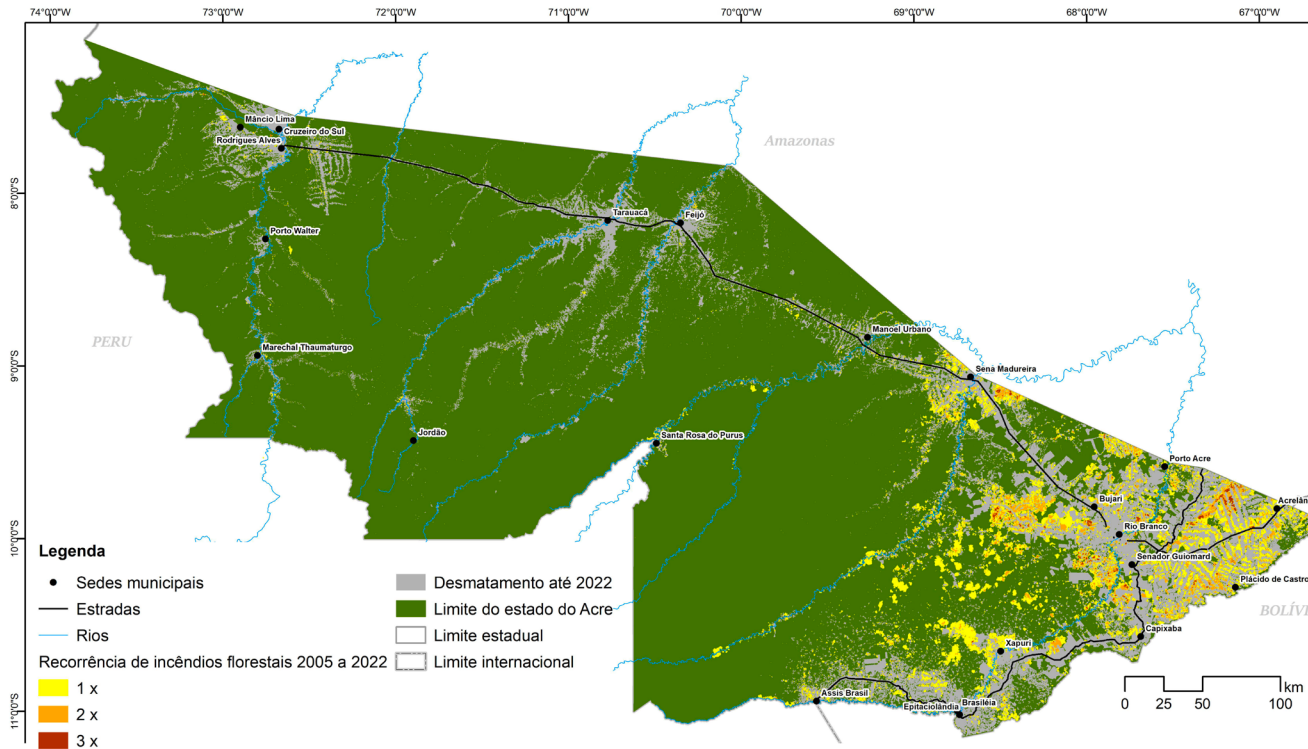 74°0'0"W 73°0'0"W 72°0'0"W 71°0'0"W 70°0'0"W 69°0'0"W 68°0'0"W 67°0'0"W
Amazonas
Mâncio Lima
Cruzeiro do Sul
Rodrigues Alves
8°0'0"S
Tarauacá
Feijó
Porto Walter
PERU
Manoel Urbano
Marechal Thaumaturgo
9°0'0"S
Sena Madureira
Jordão
Santa Rosa do Purus
Porto Acre
Bujari
Acrelân
10°0'0"S
Rio Branco
Senador Guiomard
Plácido de Castro
BOLÍVI
Capixaba
Xapuri
Assis Brasil
Epitaciolândia
Brasiléia
11°0'0"S
Legenda
Sedes municipais
Estradas
Rios
Recorrência de incêndios florestais 2005 a 2022
1 x
2 x
3 x
Desmatamento até 2022
Limite do estado do Acre
Limite estadual
Limite internacional
km
0 25 50 100